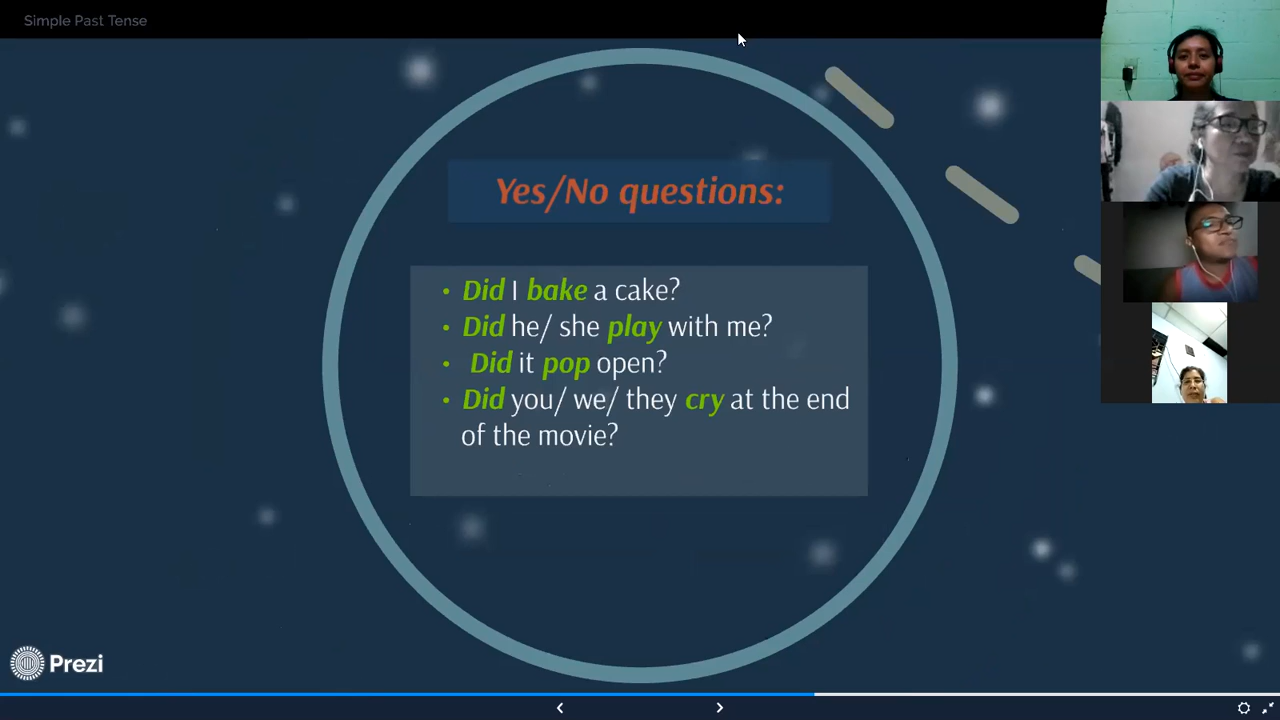 Simple Past Tense
Yes/No questions:
• Did I bake a cake?
• Did he/ she play with me?
• Did it pop open?
• Did you/ we/ they cry at the end
of the movie?
Prezi